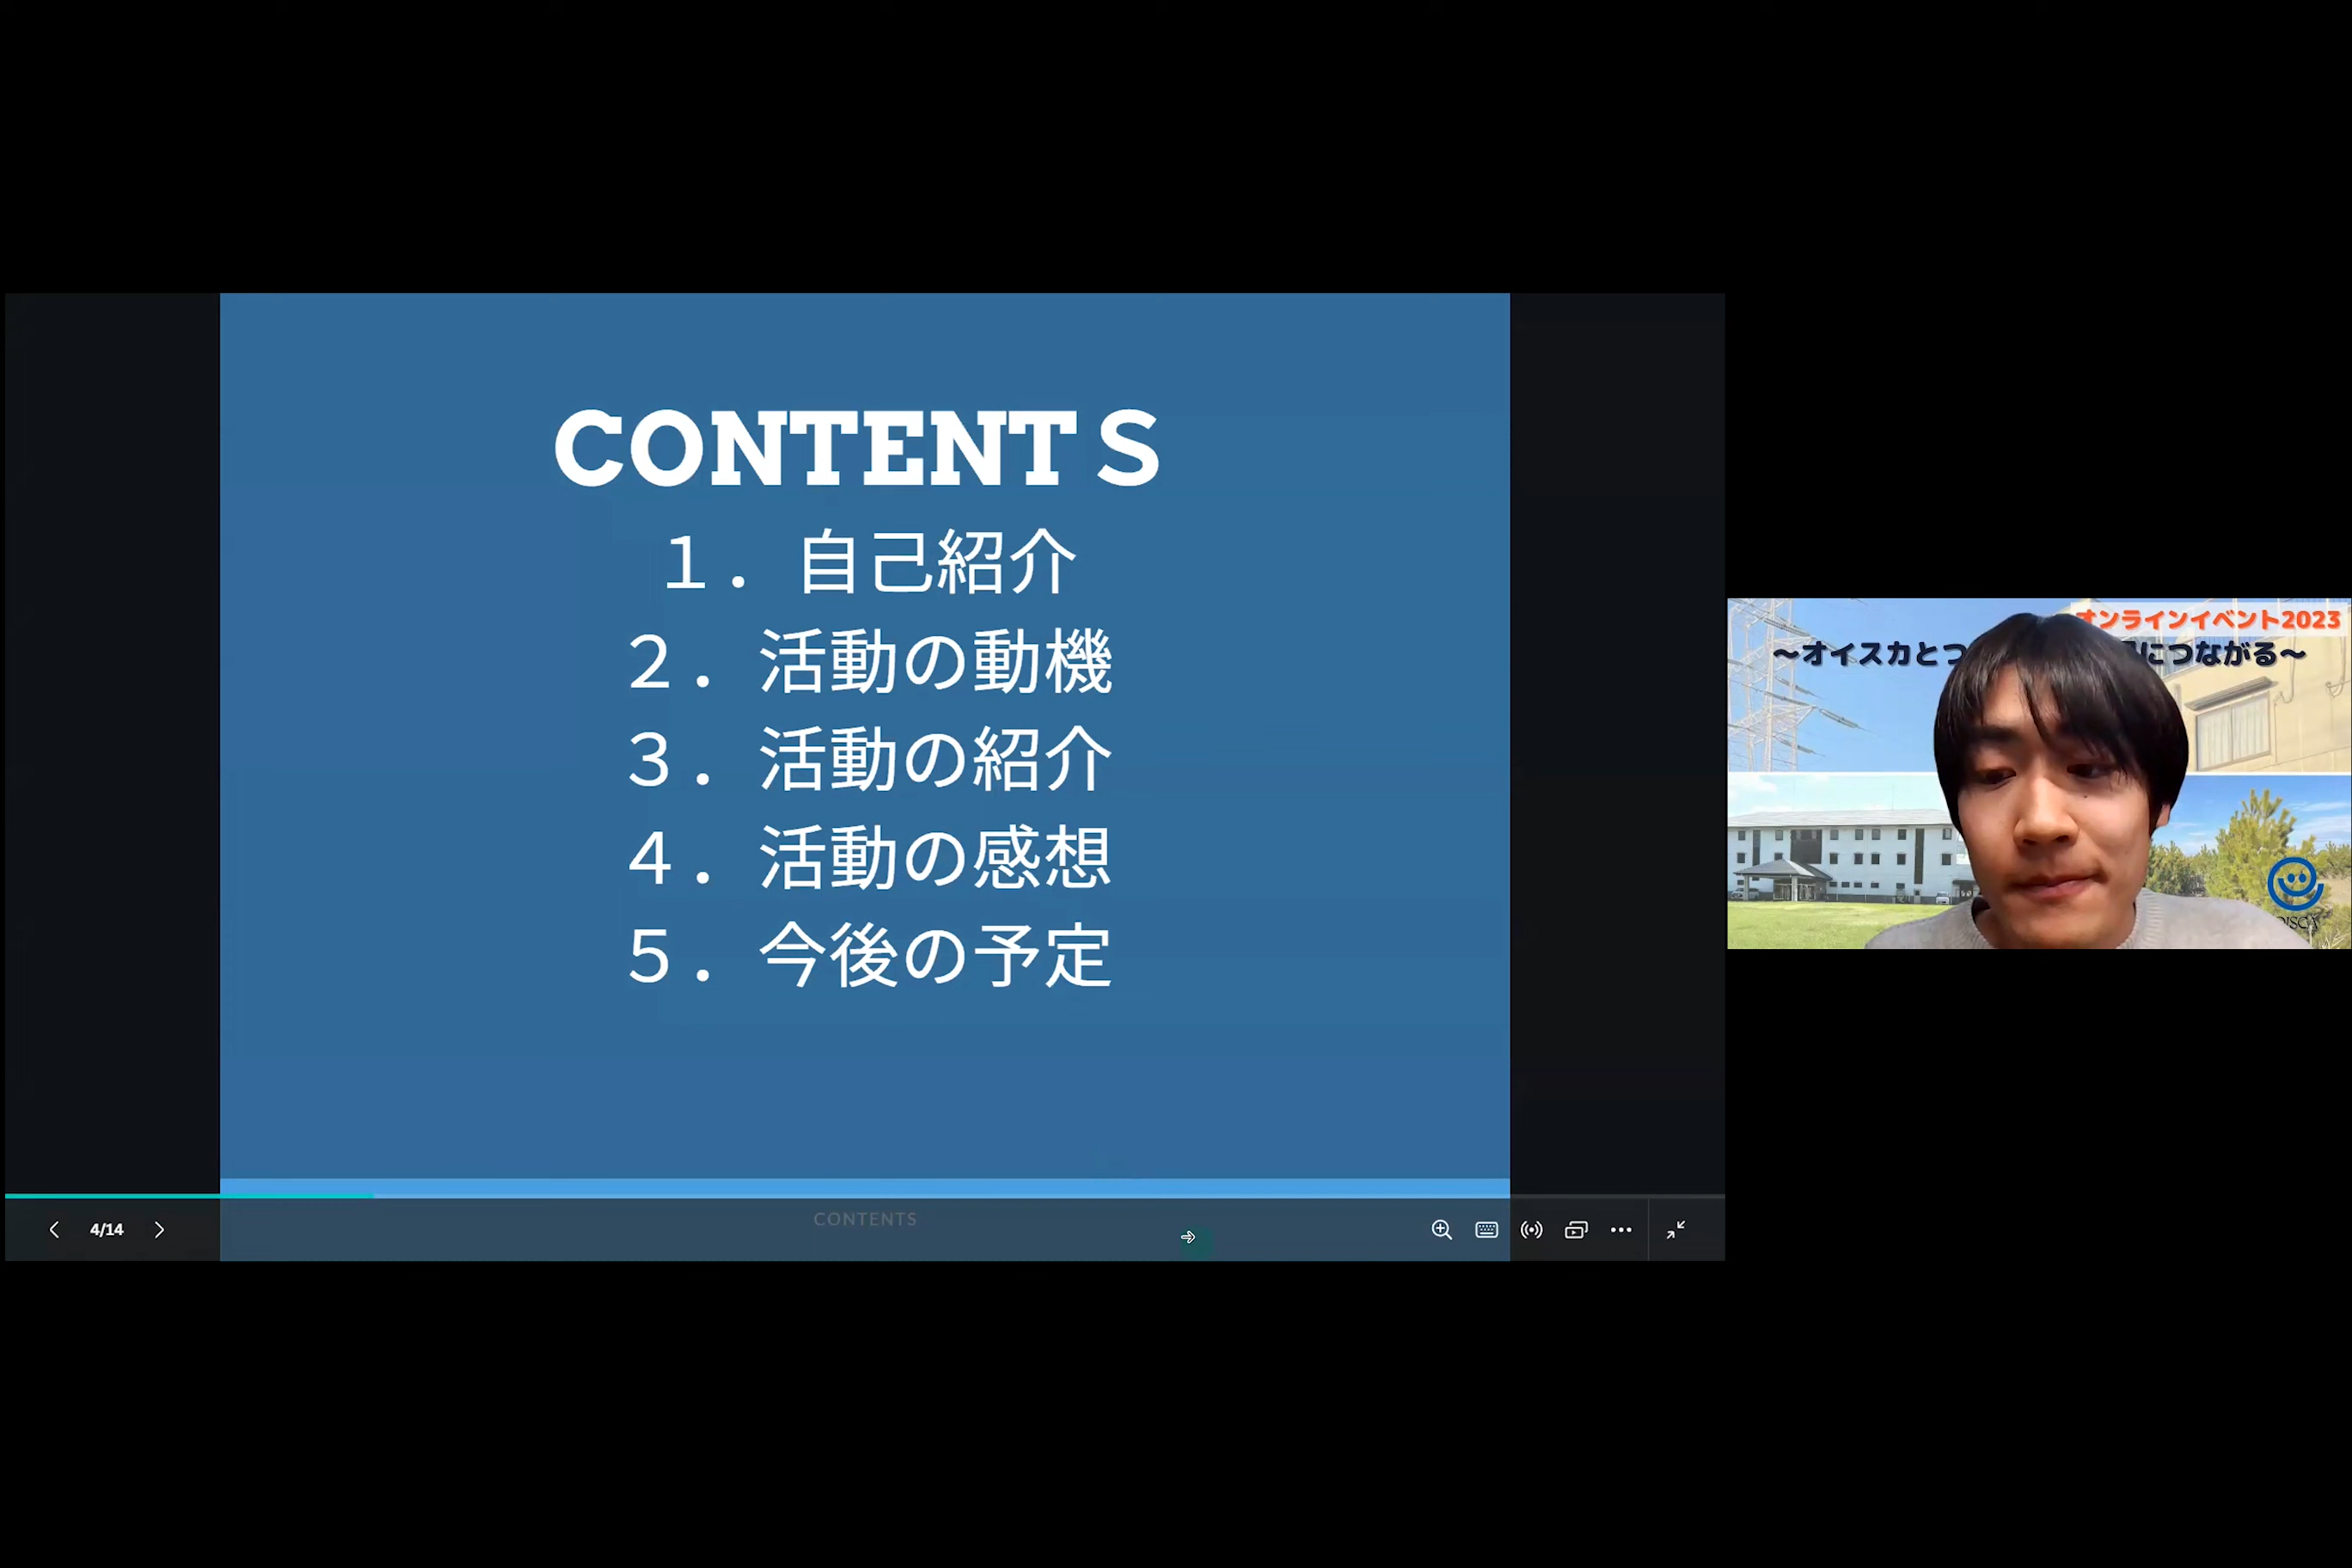 CONTENTS
１．自己紹介
２．活動の動機
３．活動の紹介
４．活動の感想
５．今後の予定
CONTENTS
4/14
オンラインイベント2023
〜オイスカとつ
につながる〜
OISCA